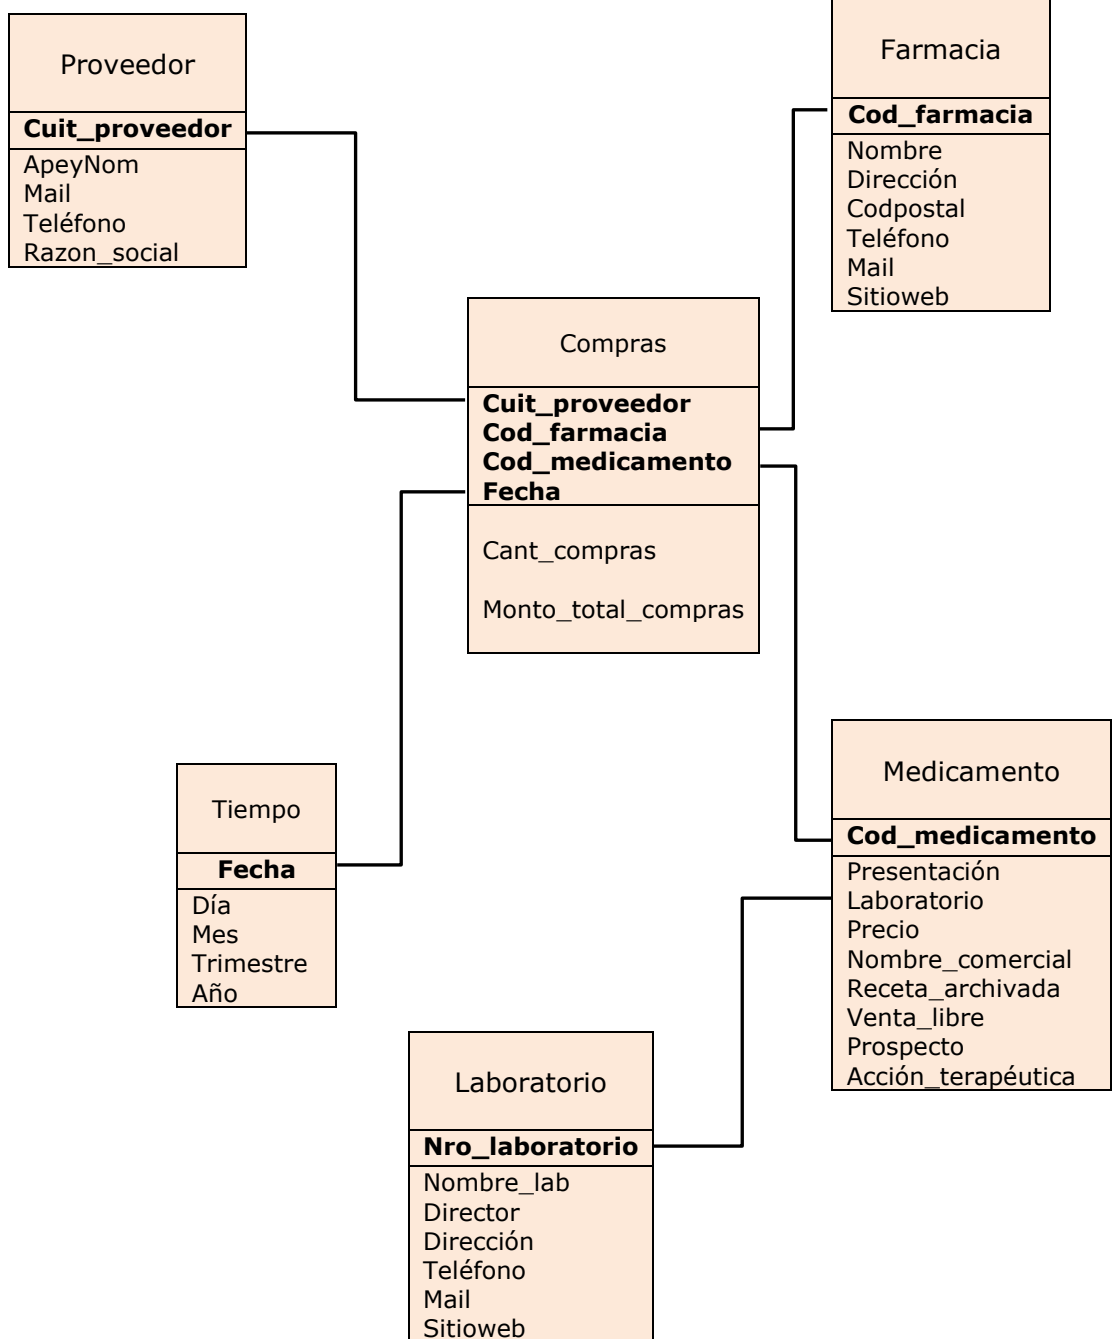 Proveedor
Cuit_proveedor
ApeyNom
Mail
Teléfono
Razon_social
Farmacia
Cod_farmacia
Nombre
Dirección
Codpostal
Teléfono
Mail
Sitioweb
Compras
Cuit_proveedor
Cod_farmacia
Cod_medicamento
Fecha
Cant_compras
Monto_total_compras
Tiempo
Fecha
Día
Mes
Trimestre
Año
Medicamento
Cod_medicamento
Presentación
Laboratorio
Precio
Nombre_comercial
Receta_archivada
Venta_libre
Prospecto
Acción_terapéutica
Laboratorio
Nro_laboratorio
Nombre_lab
Director
Dirección
Teléfono
Mail
Sitioweb